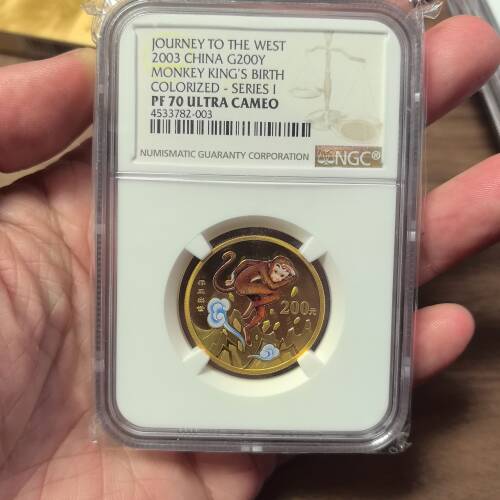 JOURNEY TO THE WEST
2003 CHINA G200Y
MONKEY KING'S BIRTH
COLORIZED - SERIES I
PF 70 ULTRA CAMEO
4533782-003
NUMISMATIC GUARANTY CORPORATION
NGC®
200元